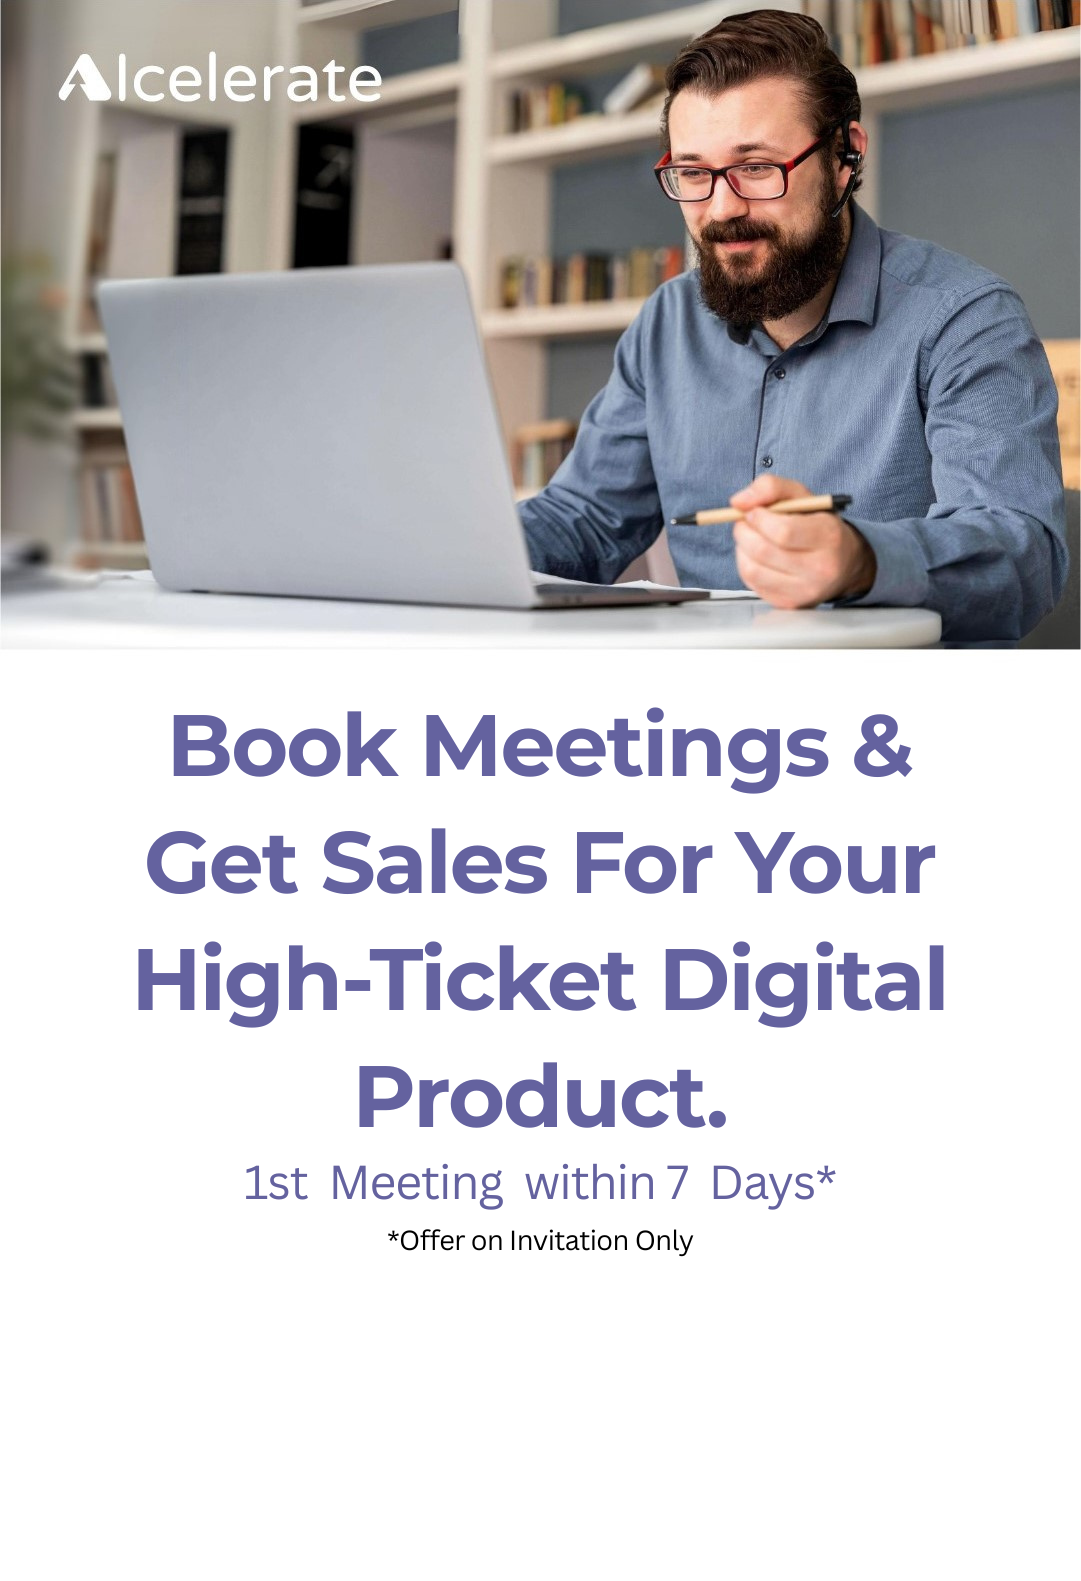 AIcelerate
Book Meetings &
Get Sales For Your
High-Ticket Digital
Product.
1st Meeting within 7 Days*
*Offer on Invitation Only